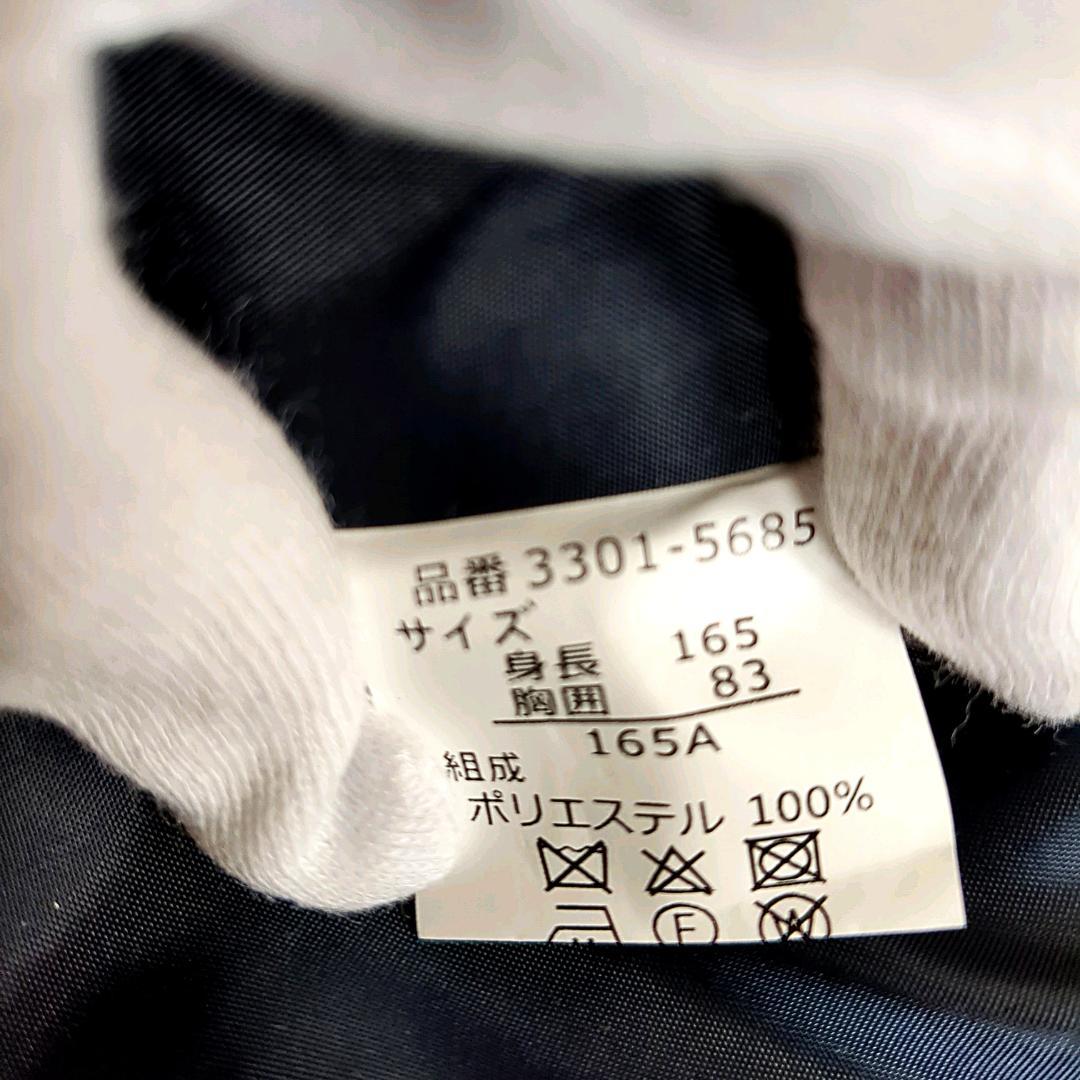 品番 3301-5685
サイズ
身長 165
胸囲 83
165A
組成
ポリエステル 100%
F
W